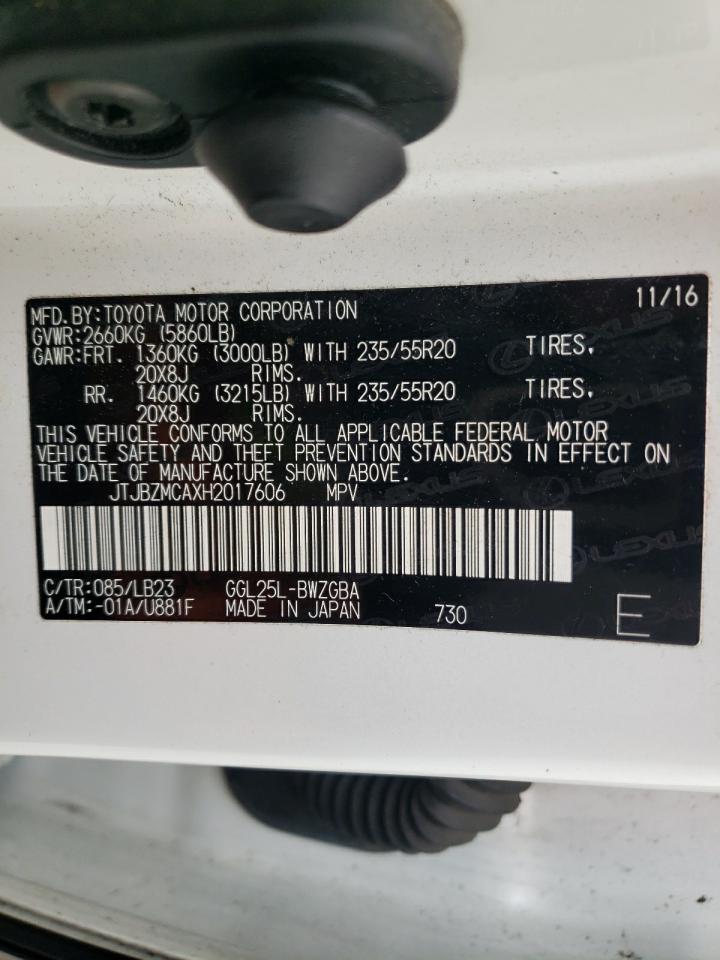 11/16
MFD.BY:TOYOTA MOTOR CORPORATION
GVWR:2660KG (5860LB)
GAWR:FRT. 1360KG (3000LB) WITH 235/55R20 TIRES,
20X8J RIMS.
RR. 1460KG (3215LB) WITH 235/55R20 TIRES,
20X8J RIMS.
THIS VEHICLE CONFORMS TO ALL APPLICABLE FEDERAL MOTOR
VEHICLE SAFETY AND THEFT PREVENTION STANDARDS IN EFFECT ON
THE DATE OF MANUFACTURE SHOWN ABOVE.
JTJBZMCAXH2017606 MPV
LEXUS
C/TR:085/LB23 GGL25L-BWZGBA
A/TM:-01A/U881F MADE IN JAPAN 730 E